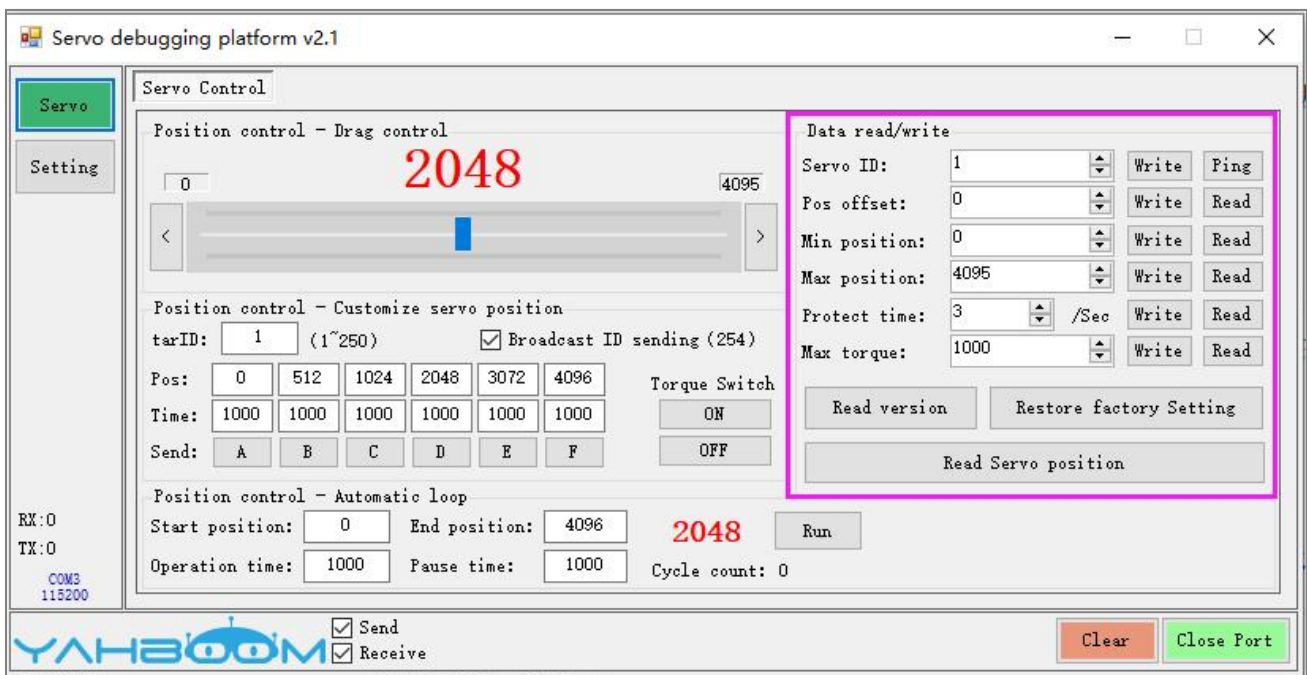 Servo debugging platform v2.1
Servo
Setting
RX:0
TX:0
COM3
115200
Servo Control
Position control - Drag control
2048
0
4095
<
>
Position control - Customize servo position
tarID: 1 (1~250) Broadcast ID sending (254)
Pos: 0 512 1024 2048 3072 4096
Time: 1000 1000 1000 1000 1000 1000
Send: A B C D E F
Torque Switch
ON
OFF
Position control - Automatic loop
Start position: 0 End position: 4096 2048 Run
Operation time: 1000 Pause time: 1000 Cycle count: 0
Data read/write
Servo ID: 1 Write Ping
Pos offset: 0 Write Read
Min position: 0 Write Read
Max position: 4095 Write Read
Protect time: 3 /Sec Write Read
Max torque: 1000 Write Read
Read version Restore factory Setting
Read Servo position
YAHBOOM
Send
Receive
Clear Close Port